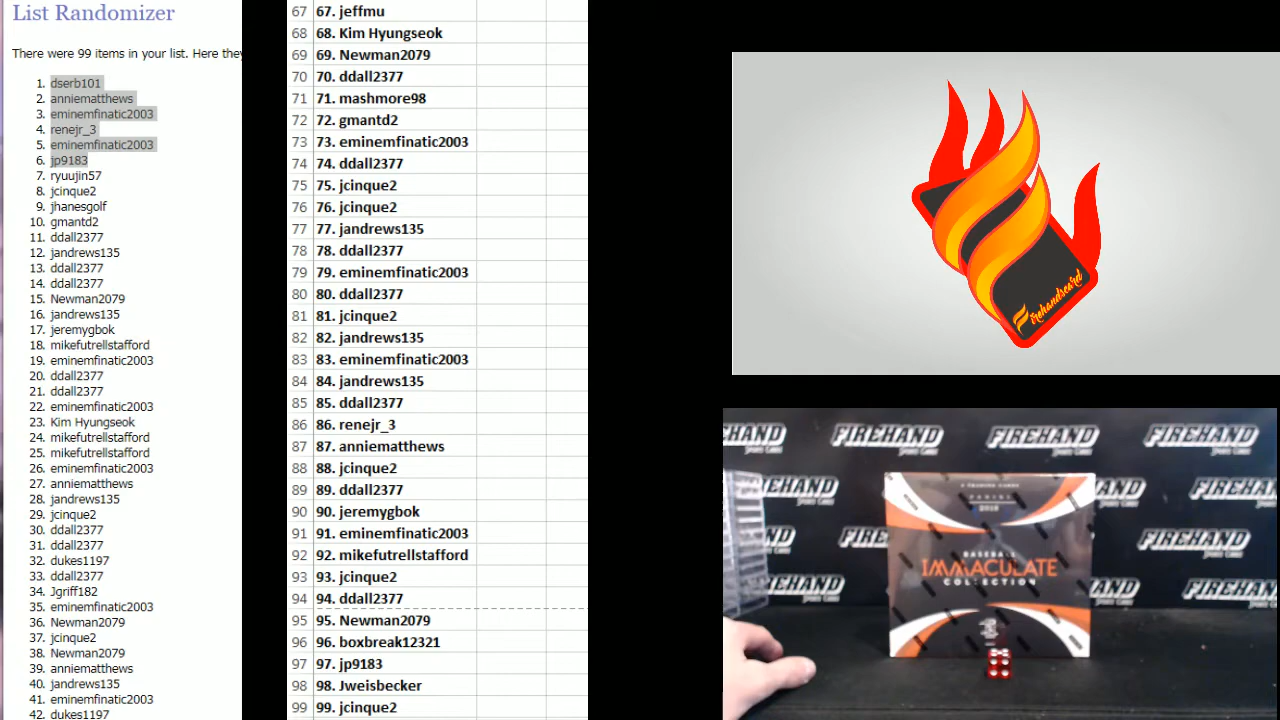 List Randomizer
There were 99 items in your list. Here they
1. dserb101
2. anniematthews
3. eminemfinatic2003
4. renejr_3
5. eminemfinatic2003
6. jp9183
7. ryuujin57
8. jcinque2
9. jhanesgolf
10. gmantd2
11. ddall2377
12. jandrews135
13. ddall2377
14. ddall2377
15. Newman2079
16. jandrews135
17. jeremygbok
18. mikefutrellstafford
19. eminemfinatic2003
20. ddall2377
21. ddall2377
22. eminemfinatic2003
23. Kim Hyungseok
24. mikefutrellstafford
25. mikefutrellstafford
26. eminemfinatic2003
27. anniematthews
28. jandrews135
29. jcinque2
30. ddall2377
31. ddall2377
32. dukes1197
33. ddall2377
34. Jgriff182
35. eminemfinatic2003
36. Newman2079
37. jcinque2
38. Newman2079
39. anniematthews
40. jandrews135
41. eminemfinatic2003
42. dukes1197
67 67. jeffmu
68 68. Kim Hyungseok
69 69. Newman2079
70 70. ddall2377
71 71. mashmore98
72 72. gmantd2
73 73. eminemfinatic2003
74 74. ddall2377
75 75. jcinque2
76 76. jcinque2
77 77. jandrews135
78 78. ddall2377
79 79. eminemfinatic2003
80 80. ddall2377
81 81. jcinque2
82 82. jandrews135
83 83. eminemfinatic2003
84 84. jandrews135
85 85. ddall2377
86 86. renejr_3
87 87. anniematthews
88 88. jcinque2
89 89. ddall2377
90 90. jeremygbok
91 91. eminemfinatic2003
92 92. mikefutrellstafford
93 93. jcinque2
94 94. ddall2377
95 95. Newman2079
96 96. boxbreak12321
97 97. jp9183
98 98. Jweisbecker
99 99. jcinque2
FIREHAND FIREHAND FIREHAND FIREHAND
PANINI
BASEBALL
IMMACULATE
COLLECTION